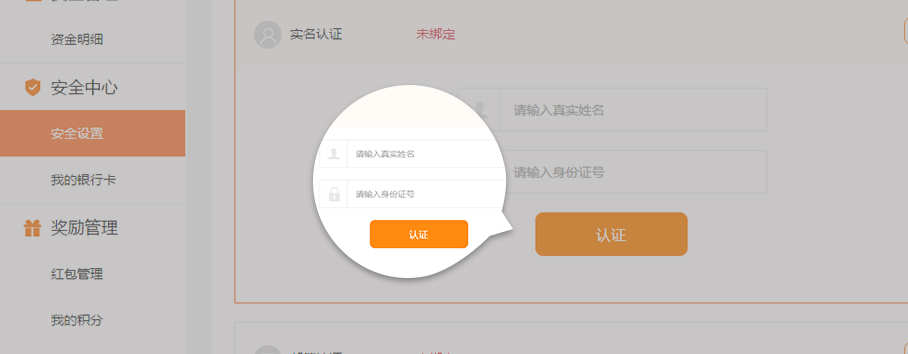 资金明细
安全中心
安全设置
我的银行卡
奖励管理
红包管理
我的积分
实名认证
未绑定
请输入真实姓名
请输入身份证号
认证
请输入真实姓名
请输入身份证号
认证